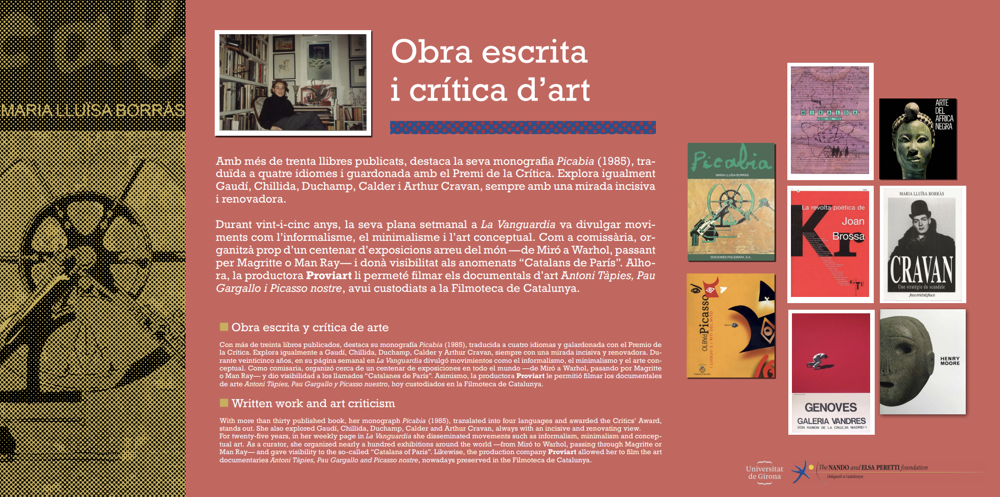 MARIA LLUÏSA BORRÀS
Obra escrita
i crítica d’art
Amb més de trenta llibres publicats, destaca la seva monografia Picabia (1985), tra-
duïda a quatre idiomes i guardonada amb el Premi de la Crítica. Explora igualment
Gaudí, Chillida, Duchamp, Calder i Arthur Cravan, sempre amb una mirada incisiva
i renovadora.
Durant vint-i-cinc anys, la seva plana setmanal a La Vanguardia va divulgar movi-
ments com l’informalisme, el minimalisme i l’art conceptual. Com a comissària, or-
ganitzà prop d’un centenar d’exposicions arreu del món —de Miró a Warhol, passant
per Magritte o Man Ray— i donà visibilitat als anomenats “Catalans de París”. Alho-
ra, la productora Proviart li permeté filmar els documentals d’art Antoni Tàpies, Pau
Gargallo i Picasso nostre, avui custodiats a la Filmoteca de Catalunya.
Obra escrita y crítica de arte
Con más de treinta libros publicados, destaca su monografía Picabia (1985), traducida a cuatro idiomas y galardonada con el Premio de
la Crítica. Explora igualmente a Gaudí, Chillida, Duchamp, Calder y Arthur Cravan, siempre con una mirada incisiva y renovadora. Du-
rante veinticinco años, en su página semanal en La Vanguardia divulgó movimientos como el informalismo, el minimalismo y el arte con-
ceptual. Como comisaria, organizó cerca de un centenar de exposiciones en todo el mundo —de Miró a Warhol, pasando por Magritte
o Man Ray— y dio visibilidad a los llamados “Catalanes de París”. Asimismo, la productora Proviart le permitió filmar los documentales
de arte Antoni Tàpies, Pau Gargallo y Picasso nuestro, hoy custodiados en la Filmoteca de Catalunya.
Written work and art criticism
With more than thirty published book, her monograph Picabia (1985), translated into four languages and awarded the Critics’ Award,
stands out. She also explored Gaudí, Chillida, Duchamp, Calder and Arthur Cravan, always with an incisive and renovating view.
For twenty-five years, in her weekly page in La Vanguardia she disseminated movements such as informalism, minimalism and concep-
tual art. As a curator, she organized nearly a hundred exhibitions around the world —from Miró to Warhol, passing through Magritte or
Man Ray— and gave visibility to the so-called “Catalans of Paris”. Likewise, the production company Proviart allowed her to film the art
documentaries Antoni Tàpies, Pau Gargallo and Picasso nostre, nowadays preserved in the Filmoteca de Catalunya.
Picabia
MARIA LLUÏSA BORRÀS
EDICIONES POLÍGRAFA, S.A.
Pablo Picasso
I LUOGHI E I RITI DEL MITO
MIRALDA
OBRAS 1965 - 1995
ARTE
DEL
AFRICA
NEGRA
La revolta poètica de
Joan
Brossa
Kr
KRTU
MARIA LLUÏSA BORRÀS
CRAVAN
Une stratégie du scandale
jean michel place
GENOVES
GALERIA VANDRES
DON RAMON DE LA CRUZ, 26 MADRID-1
HENRY
MOORE
Universitat
de Girona
The NANDO and ELSA PERETTI foundation
Delegació a Catalunya